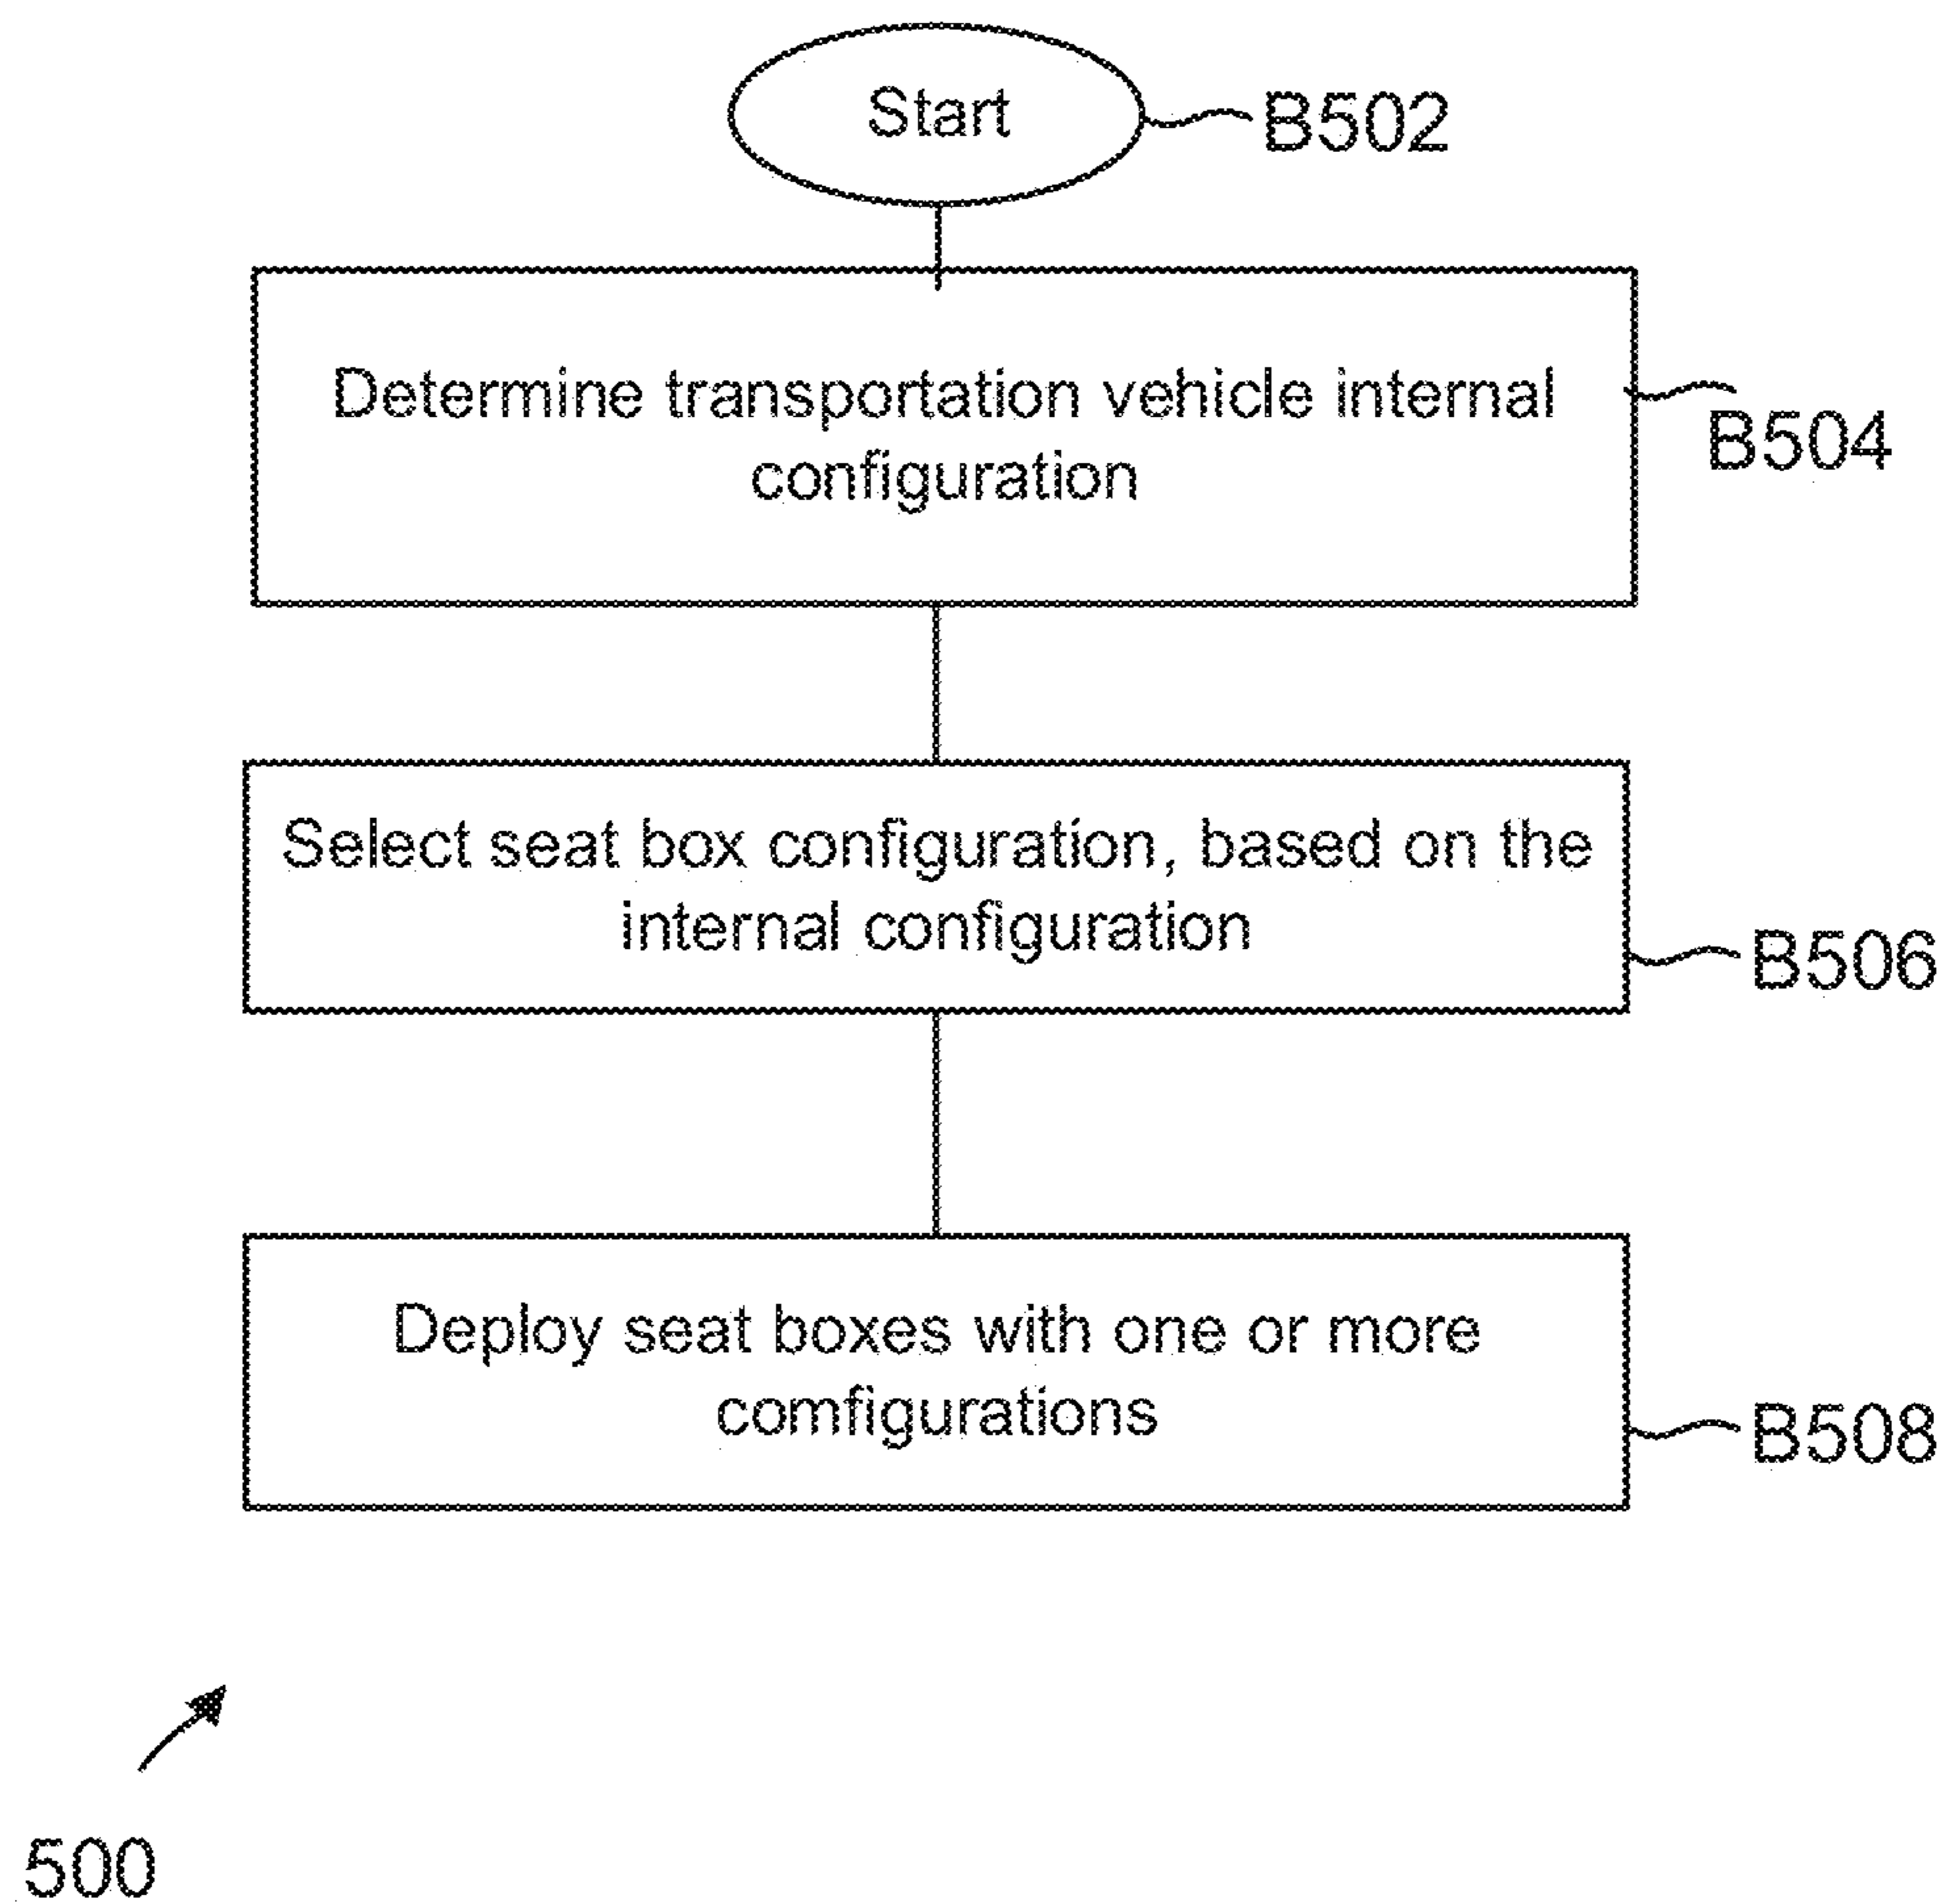 Start
B502
Determine transportation vehicle internal
configuration
B504
Select seat box configuration, based on the
internal configuration
B506
Deploy seat boxes with one or more
comfigurations
B508
500